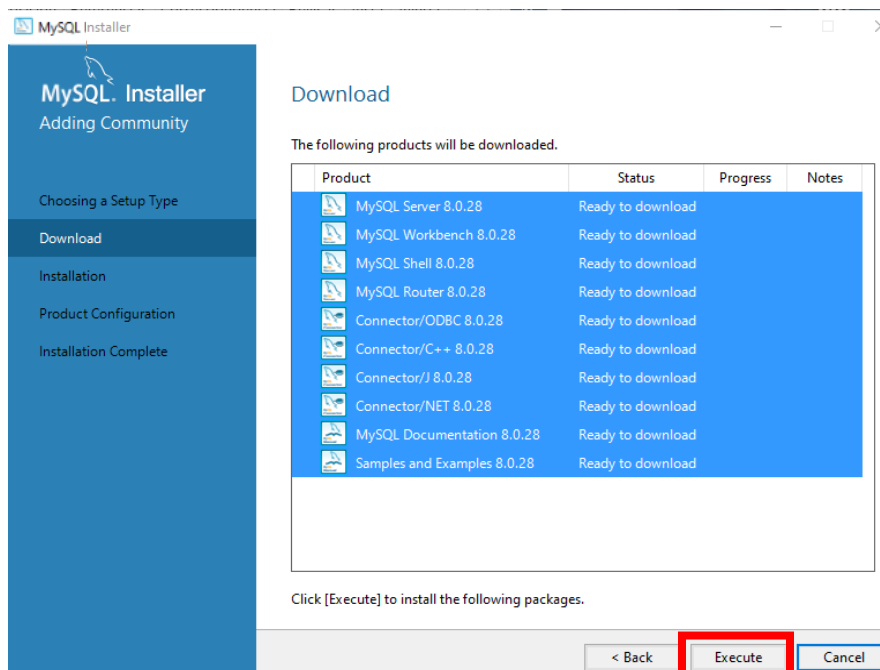 MySQL Installer
MySQL. Installer
Adding Community
Choosing a Setup Type
Download
Installation
Product Configuration
Installation Complete
Download
The following products will be downloaded.
Product Status Progress Notes
MySQL Server 8.0.28 Ready to download
MySQL Workbench 8.0.28 Ready to download
MySQL Shell 8.0.28 Ready to download
MySQL Router 8.0.28 Ready to download
Connector/ODBC 8.0.28 Ready to download
Connector/C++ 8.0.28 Ready to download
Connector/J 8.0.28 Ready to download
Connector/NET 8.0.28 Ready to download
MySQL Documentation 8.0.28 Ready to download
Samples and Examples 8.0.28 Ready to download
Click [Execute] to install the following packages.
< Back Execute Cancel